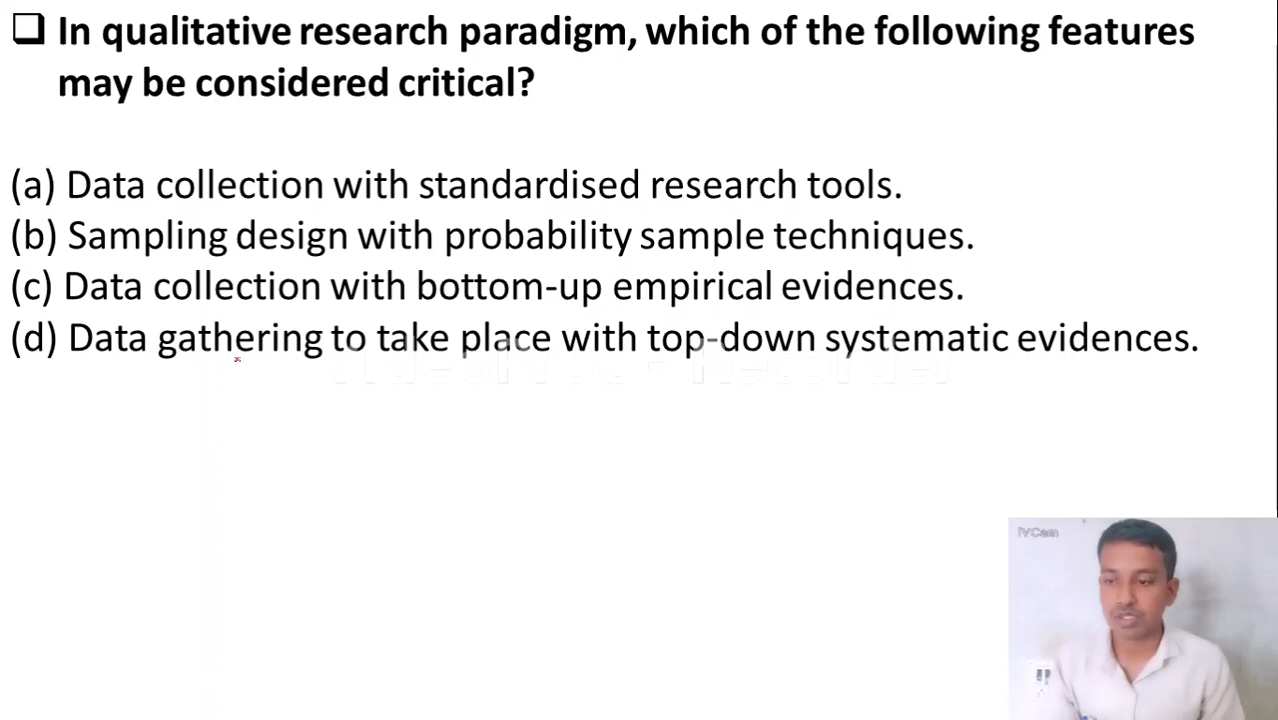 ❑ In qualitative research paradigm, which of the following features
may be considered critical?
(a) Data collection with standardised research tools.
(b) Sampling design with probability sample techniques.
(c) Data collection with bottom-up empirical evidences.
(d) Data gathering to take place with top-down systematic evidences.
iVCam